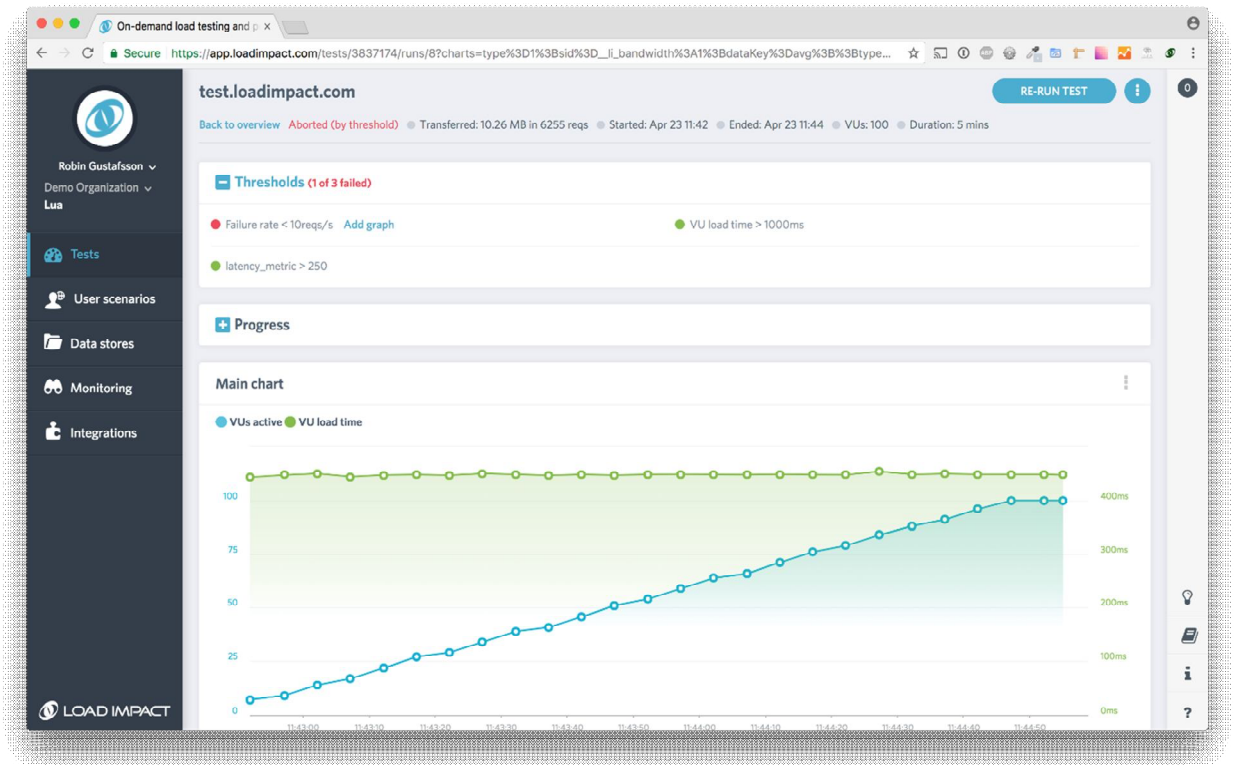 On-demand load testing and p
Secure https://app.loadimpact.com/tests/3837174/runs/8?charts=type%3D1%3Bsid%3D__li_bandwidth%3A1%3BdataKey%3Davg%3B%3Btype...
test.loadimpact.com
RE-RUN TEST
0
Back to overview Aborted (by threshold) Transferred: 10.26 MB in 6255 reqs Started: Apr 23 11:42 Ended: Apr 23 11:44 VUs: 100 Duration: 5 mins
Robin Gustafsson
Demo Organization
Lua
Tests
User scenarios
Data stores
Monitoring
Integrations
LOAD IMPACT
Thresholds (1 of 3 failed)
Failure rate < 10reqs/s Add graph
VU load time > 1000ms
latency_metric > 250
Progress
Main chart
VUs active VU load time
100 400ms
75 300ms
50 200ms
25 100ms
0 0ms
11:43:00 11:43:10 11:43:20 11:43:30 11:43:40 11:43:50 11:44:00 11:44:10 11:44:20 11:44:30 11:44:40 11:44:50
i
?